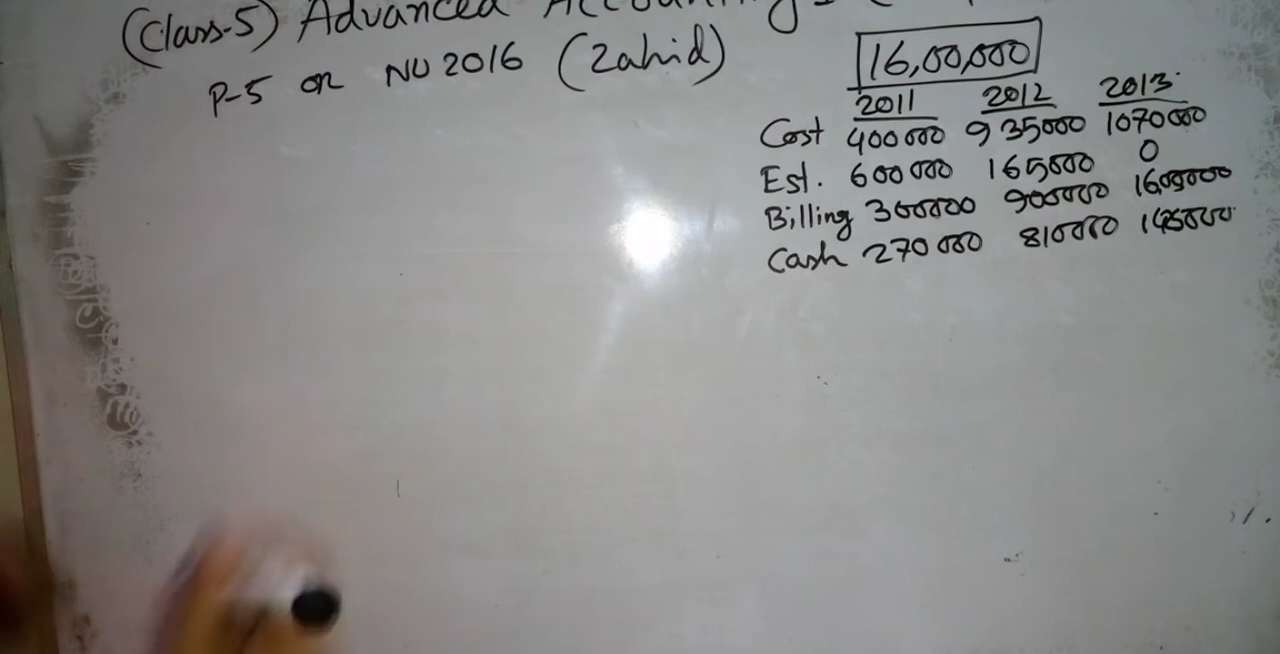 (Class-5) Advanced Accounting
P-5 or NU 2016 (Zahid)
16,00,000
2011 2012 2013
Cost 400000 935000 1070000
Est. 600000 165000 0
Billing 300000 900000 1600000
Cash 270000 810000